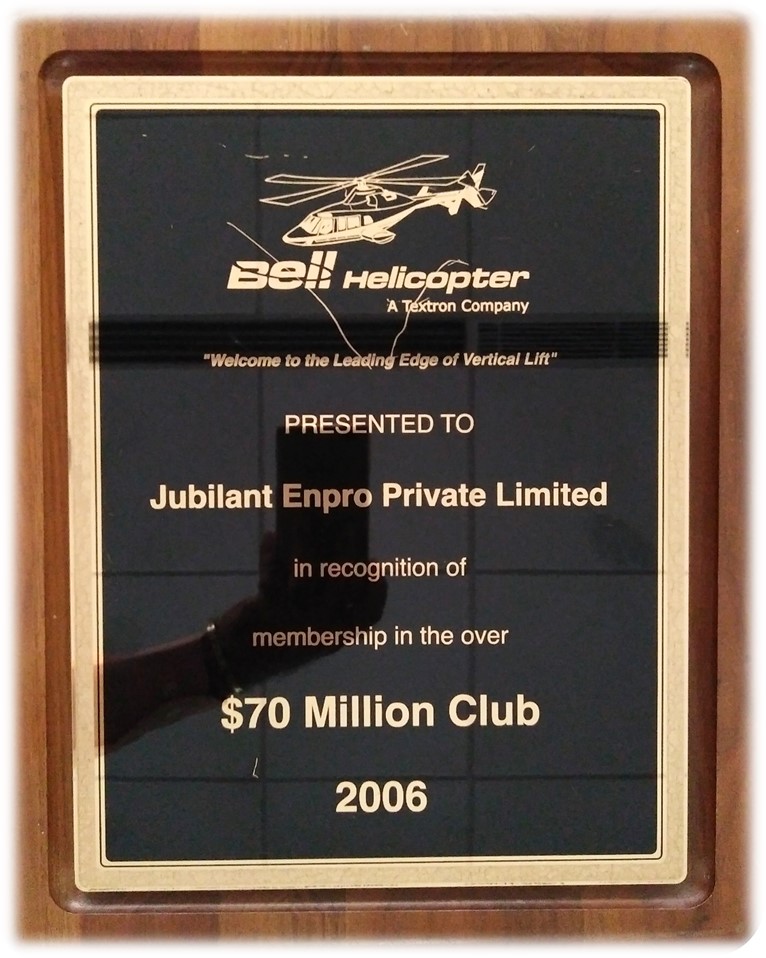 Bell Helicopter
A Textron Company
"Welcome to the Leading Edge of Vertical Lift"
PRESENTED TO
Jubilant Enpro Private Limited
in recognition of
membership in the over
$70 Million Club
2006